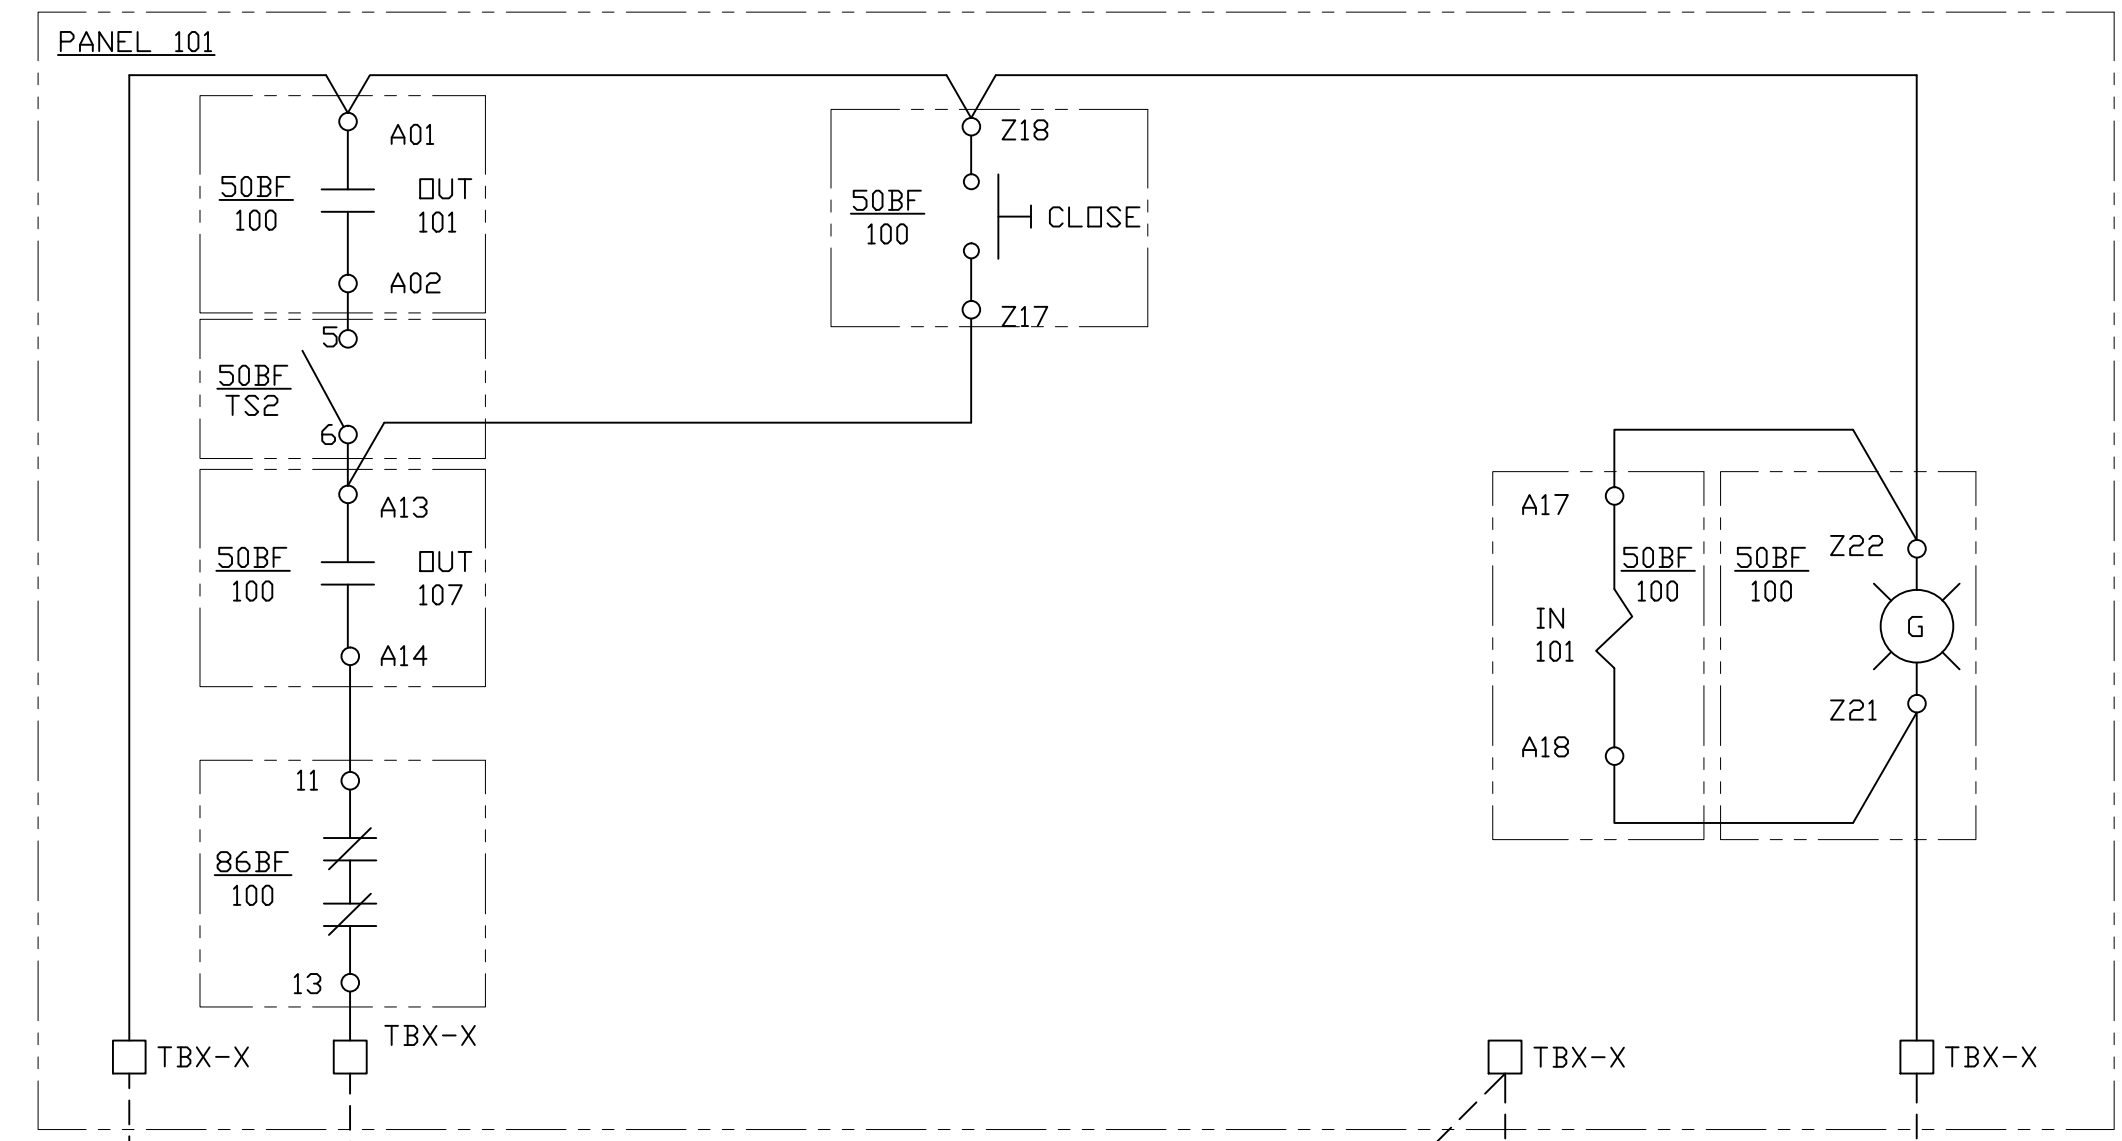 PANEL 101
A01
50BF
100
OUT
101
A02
Z18
50BF
100
CLOSE
Z17
5
50BF
TS2
6
A13
50BF
100
OUT
107
A14
11
86BF
100
13
A17
50BF
100
IN
101
A18
50BF
100
Z22
G
Z21
TBX-X
TBX-X
TBX-X
TBX-X